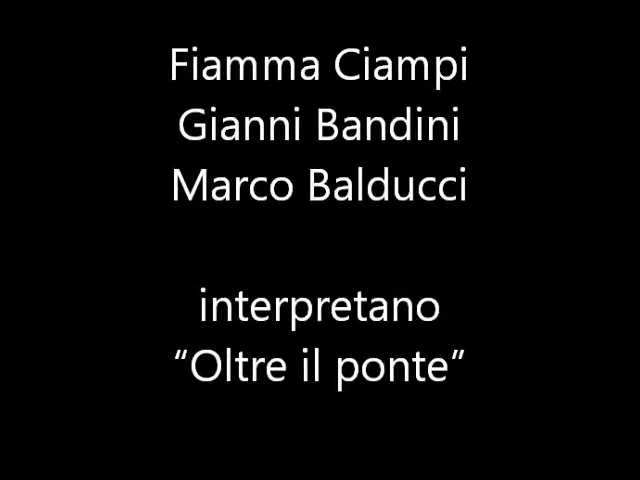 Fiamma Ciampi
Gianni Bandini
Marco Balducci
interpretano
“Oltre il ponte”